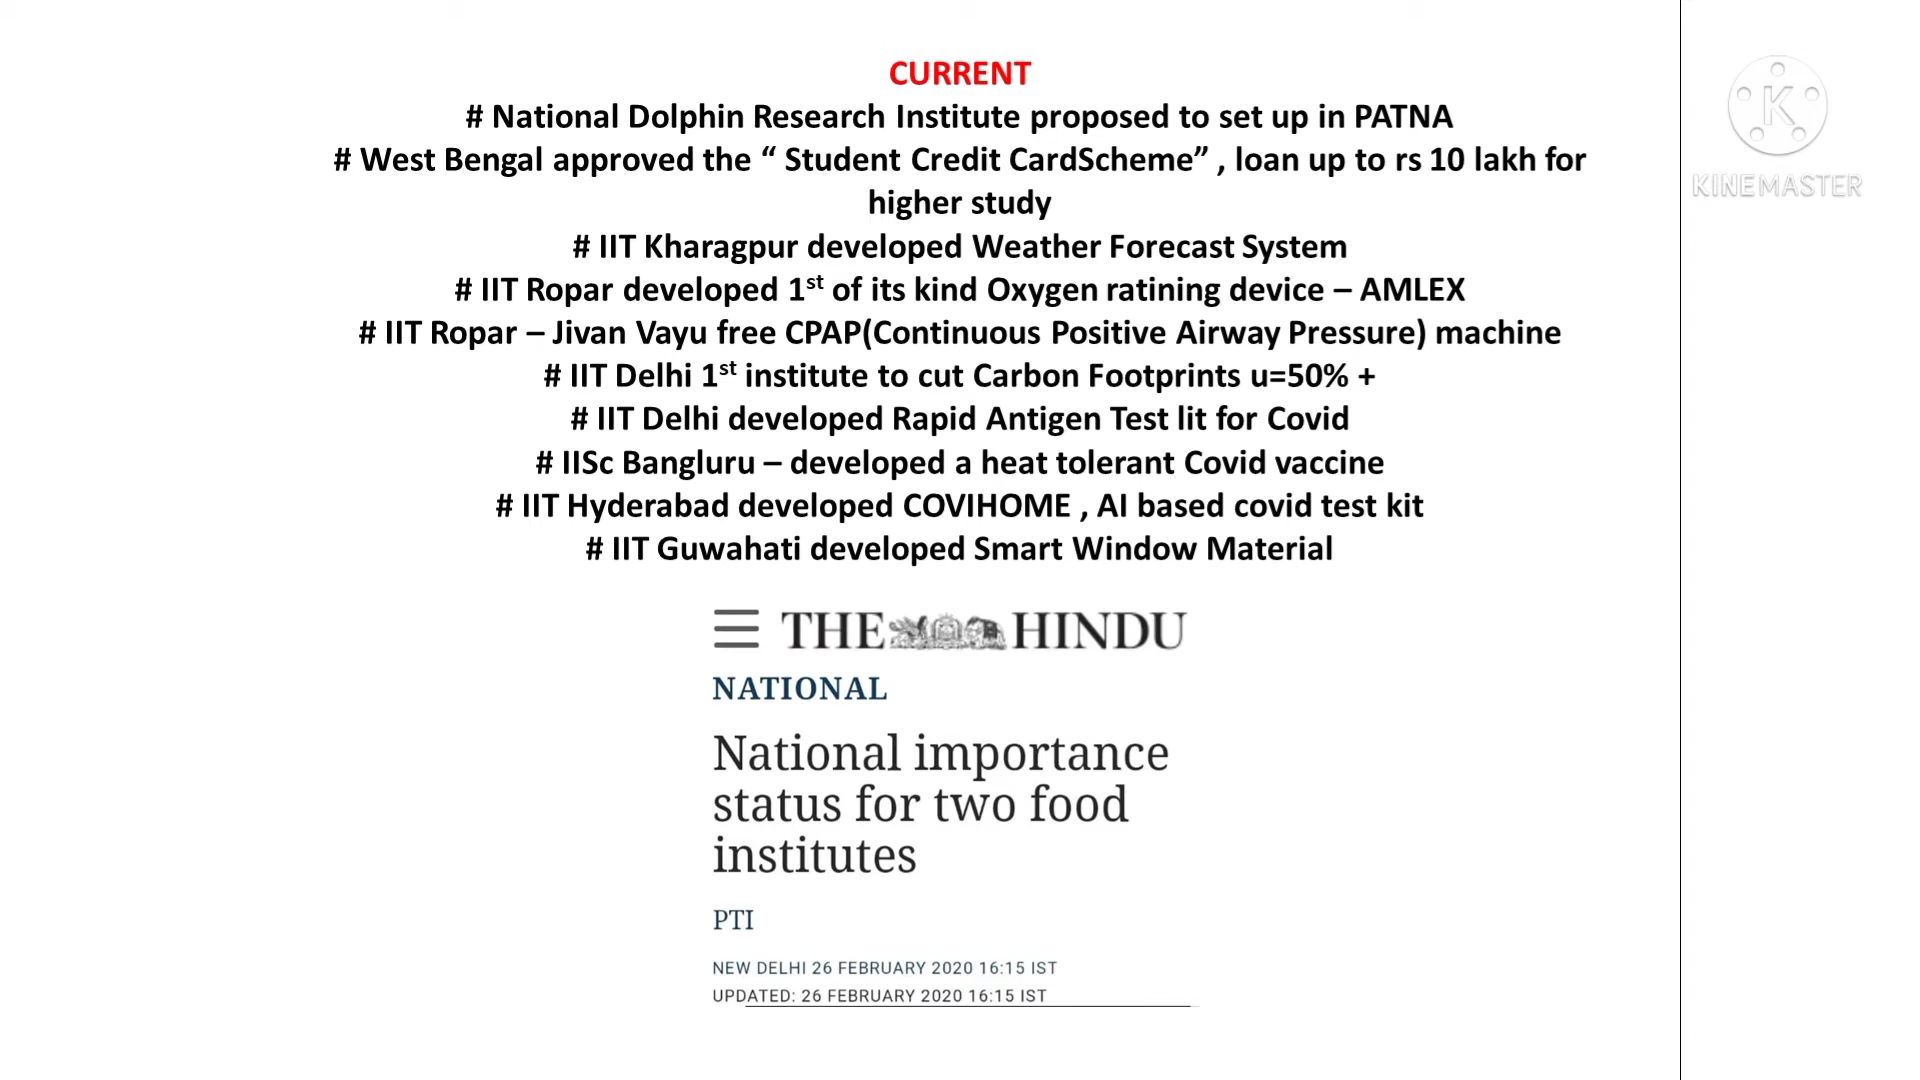 CURRENT
# National Dolphin Research Institute proposed to set up in PATNA
# West Bengal approved the “ Student Credit CardScheme” , loan up to rs 10 lakh for
higher study
# IIT Kharagpur developed Weather Forecast System
# IIT Ropar developed 1st of its kind Oxygen ratining device – AMLEX
# IIT Ropar – Jivan Vayu free CPAP(Continuous Positive Airway Pressure) machine
# IIT Delhi 1st institute to cut Carbon Footprints u=50% +
# IIT Delhi developed Rapid Antigen Test lit for Covid
# IISc Bangluru – developed a heat tolerant Covid vaccine
# IIT Hyderabad developed COVIHOME , AI based covid test kit
# IIT Guwahati developed Smart Window Material
THE HINDU
NATIONAL
National importance
status for two food
institutes
PTI
NEW DELHI 26 FEBRUARY 2020 16:15 IST
UPDATED: 26 FEBRUARY 2020 16:15 IST
K
KINEMASTER